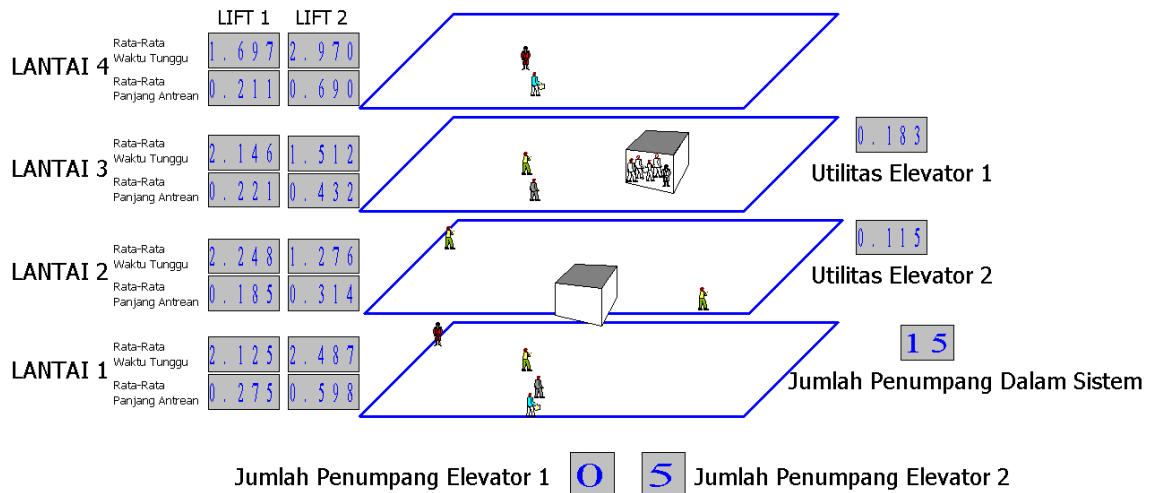 LIFT 1 LIFT 2
LANTAI 4
Rata-Rata
Waktu Tunggu
1.697 2.970
Rata-Rata
Panjang Antrean
0.211 0.690
LANTAI 3
Rata-Rata
Waktu Tunggu
2.146 1.512
Rata-Rata
Panjang Antrean
0.221 0.432
0.183
Utilitas Elevator 1
LANTAI 2
Rata-Rata
Waktu Tunggu
2.248 1.276
Rata-Rata
Panjang Antrean
0.185 0.314
0.115
Utilitas Elevator 2
LANTAI 1
Rata-Rata
Waktu Tunggu
2.125 2.487
Rata-Rata
Panjang Antrean
0.275 0.598
15
Jumlah Penumpang Dalam Sistem
Jumlah Penumpang Elevator 1 0 5 Jumlah Penumpang Elevator 2